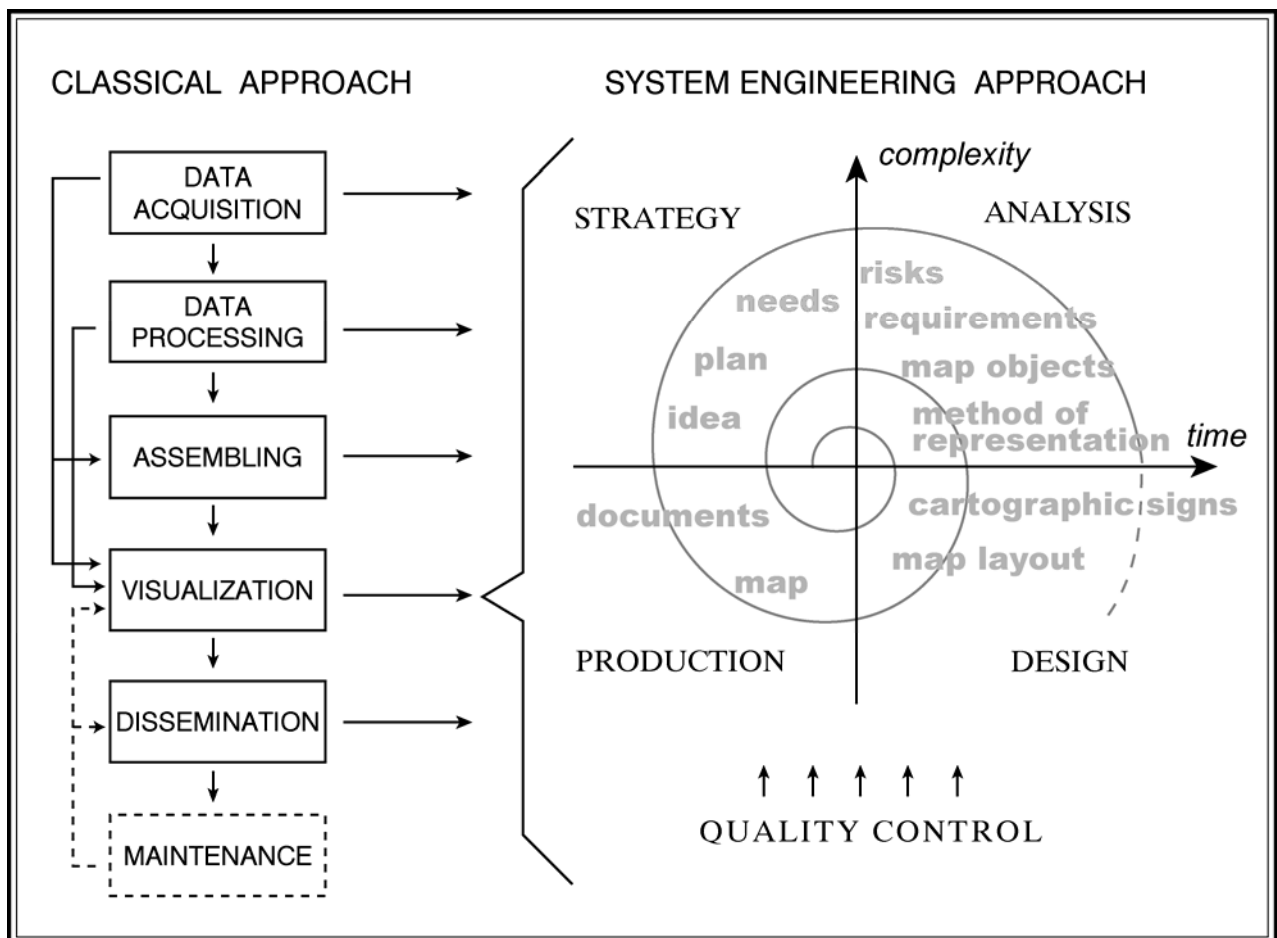 CLASSICAL APPROACH
DATA
ACQUISITION
DATA
PROCESSING
ASSEMBLING
VISUALIZATION
DISSEMINATION
MAINTENANCE
SYSTEM ENGINEERING APPROACH
complexity
STRATEGY
ANALYSIS
risks
needs
requirements
plan
map objects
idea
method of
representation
time
documents
cartographic signs
map layout
map
PRODUCTION
DESIGN
QUALITY CONTROL